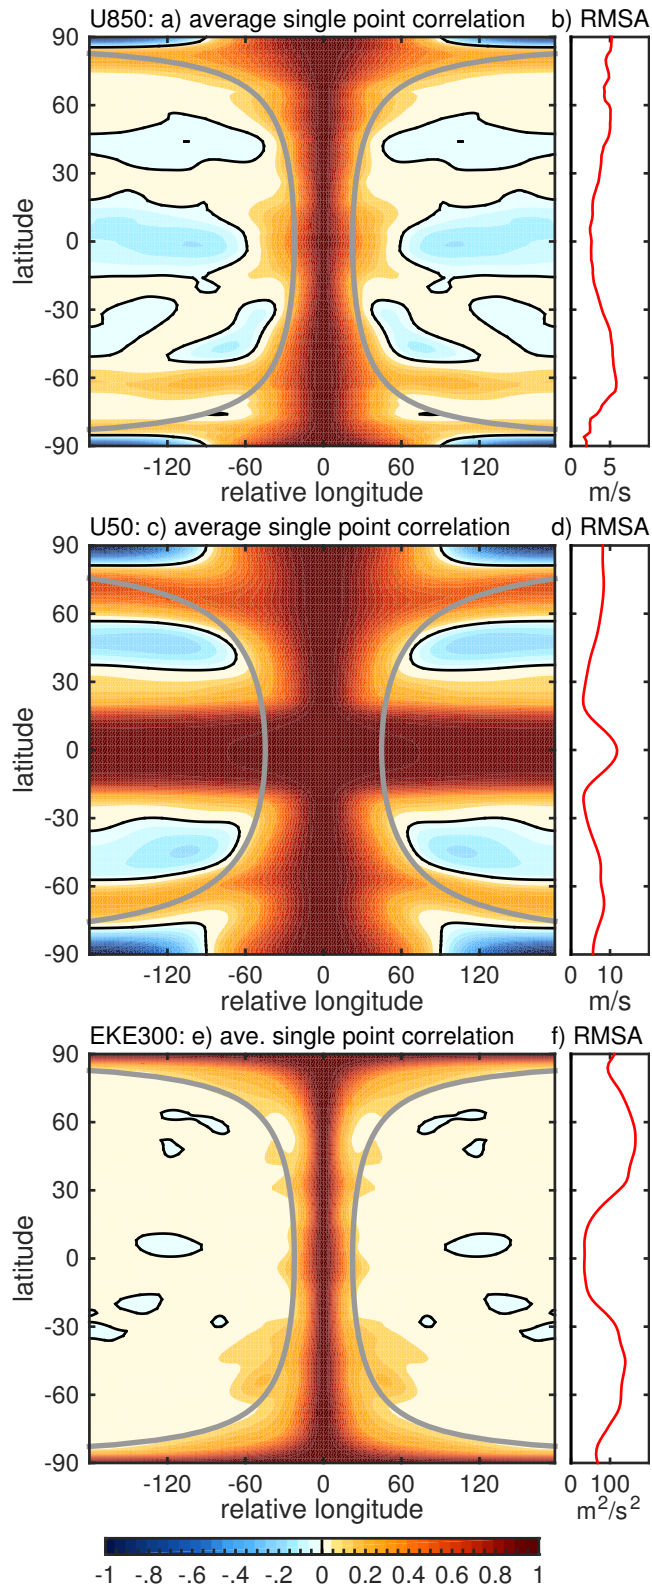 U850: a) average single point correlation b) RMSA
90
60
30
0
-30
-60
-90
latitude
-120 -60 0 60 120
relative longitude
0 5
m/s
U50: c) average single point correlation d) RMSA
90
60
30
0
-30
-60
-90
latitude
-120 -60 0 60 120
relative longitude
0 10
m/s
EKE300: e) ave. single point correlation f) RMSA
90
60
30
0
-30
-60
-90
latitude
-120 -60 0 60 120
relative longitude
0 100
m²/s²
-1 -.8 -.6 -.4 -.2 0 0.2 0.4 0.6 0.8 1